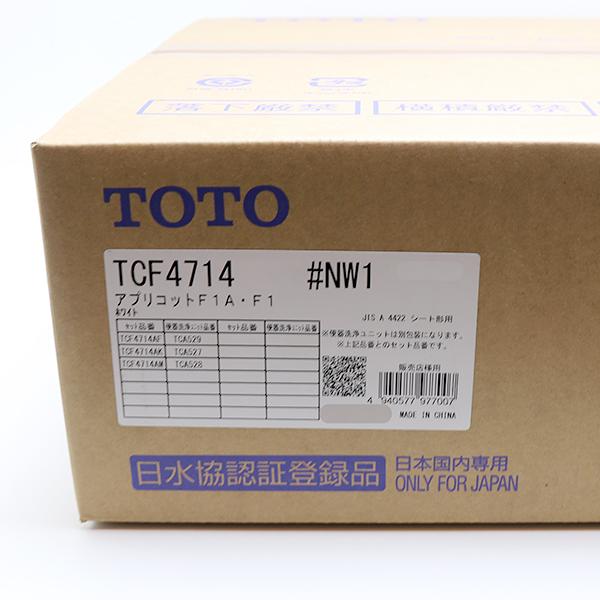 落下厳禁
横積厳禁
TOTO
TCF4714 #NW1
アプリコットF1A・F1
ホワイト
JIS A 4422 シート形用
※便器洗浄ユニットは別包装になります。
※上記品番とのセット品番です。
セット品番 便器洗浄ユニット品番 セット品番 便器洗浄ユニット品番
TCF4714AF TCA529
TCF4714AK TCA527
TCF4714AM TCA528
販売店様用
4 940577 977007
MADE IN CHINA
日水協認証登録品
日本国内専用
ONLY FOR JAPAN